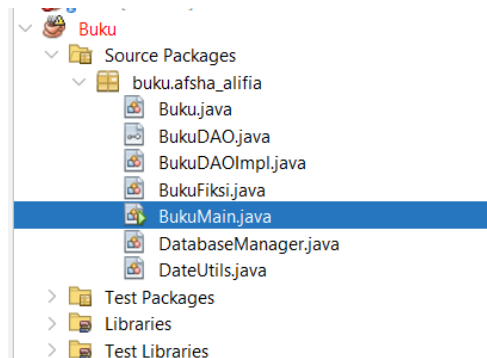 Buku
Source Packages
buku.afsha_alifia
Buku.java
BukuDAO.java
BukuDAOImpl.java
BukuFiksi.java
BukuMain.java
DatabaseManager.java
DateUtils.java
Test Packages
Libraries
Test Libraries